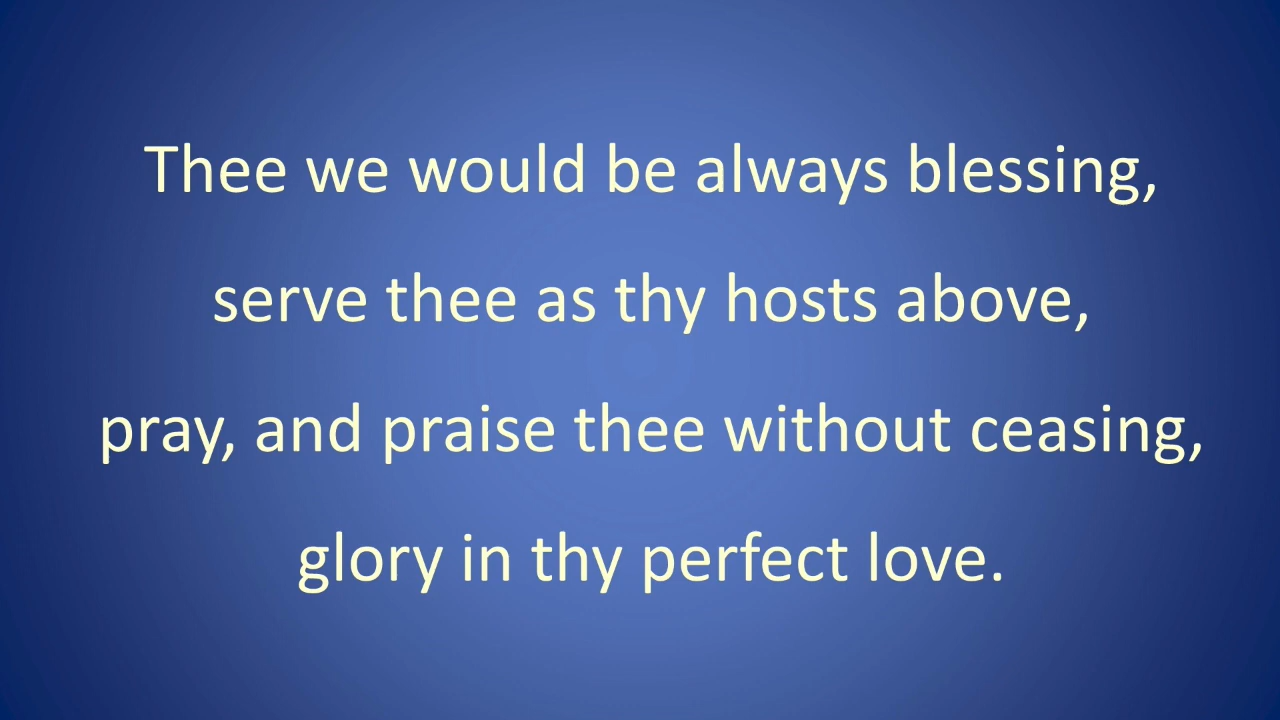 Thee we would be always blessing,
serve thee as thy hosts above,
pray, and praise thee without ceasing,
glory in thy perfect love.